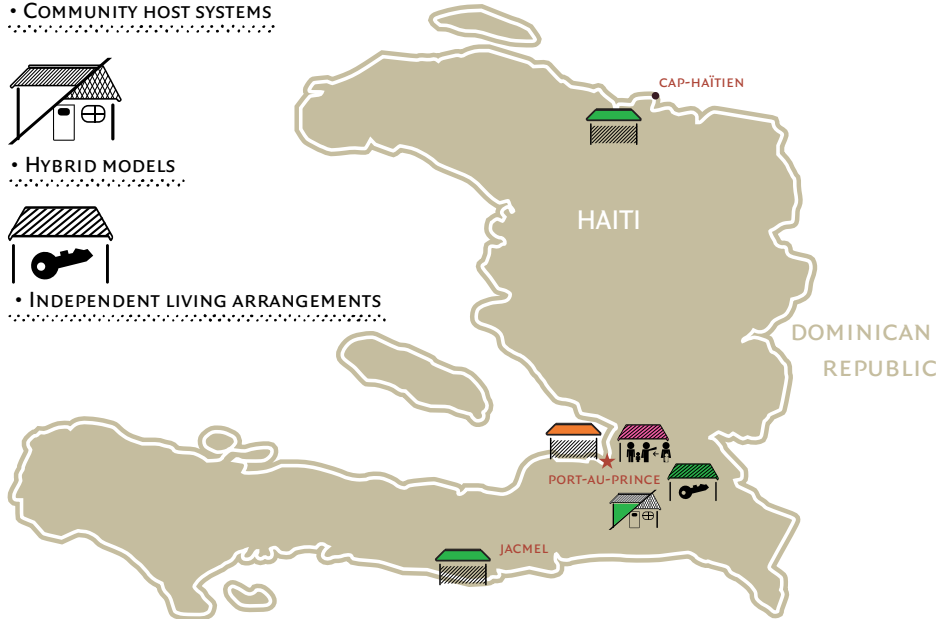 • Community host systems
• Hybrid models
• Independent living arrangements
CAP-HAÏTIEN
HAITI
DOMINICAN
REPUBLIC
PORT-AU-PRINCE
JACMEL